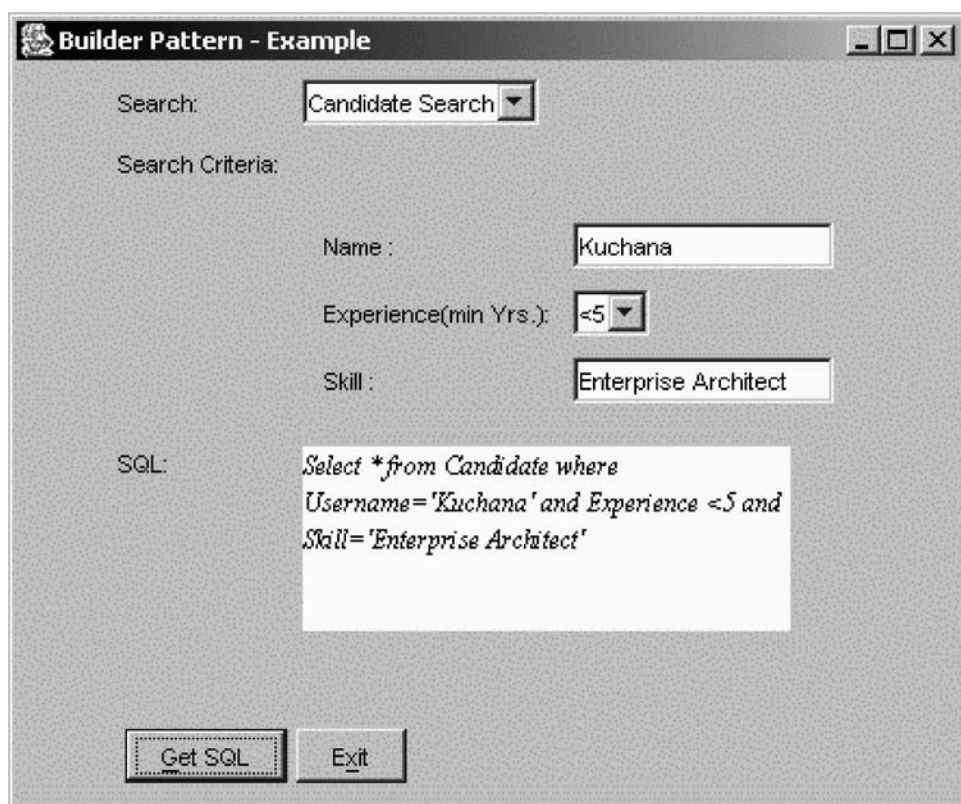 Builder Pattern - Example
Search: Candidate Search
Search Criteria:
Name : Kuchana
Experience(min Yrs.): <5
Skill : Enterprise Architect
SQL: Select * from Candidate where
Username='Kuchana' and Experience <5 and
Skill='Enterprise Architect'
Get SQL Exit